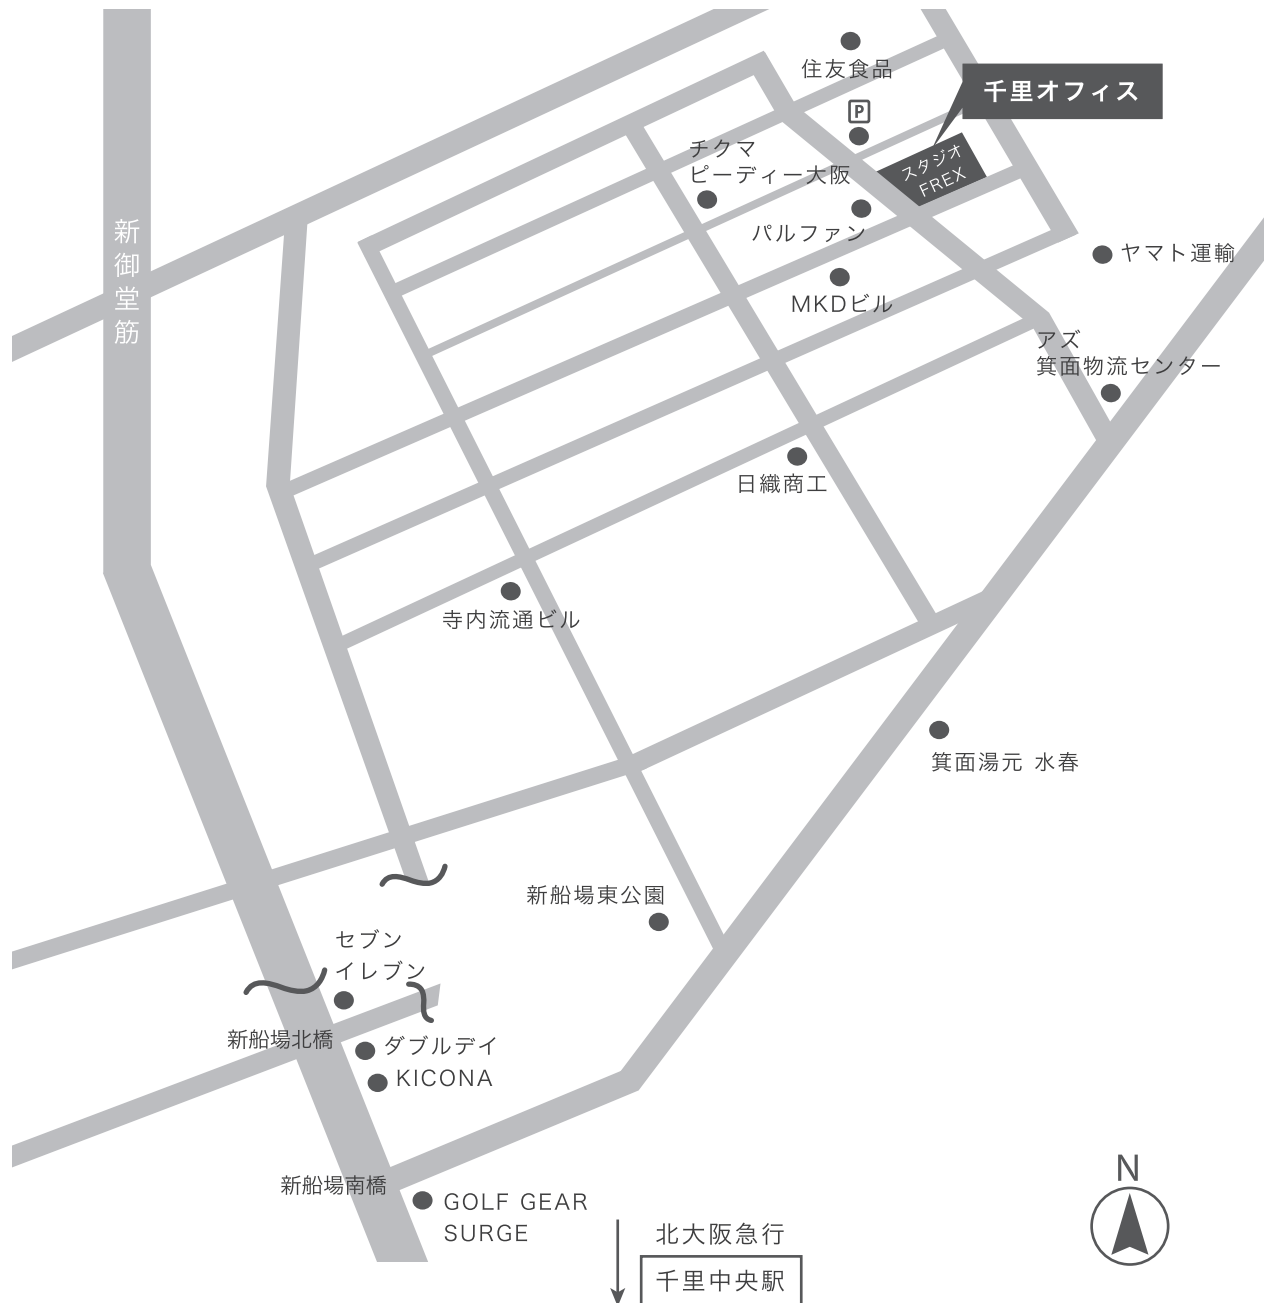 住友食品
千里オフィス
P
チクマ
ピーディー大阪
スタジオ
FREX
パルファン
新御堂筋
ヤマト運輸
MKDビル
アズ
箕面物流センター
日織商工
寺内流通ビル
箕面湯元 水春
新船場東公園
セブン
イレブン
新船場北橋
ダブルデイ
KICONA
新船場南橋
GOLF GEAR
SURGE
北大阪急行
千里中央駅
N